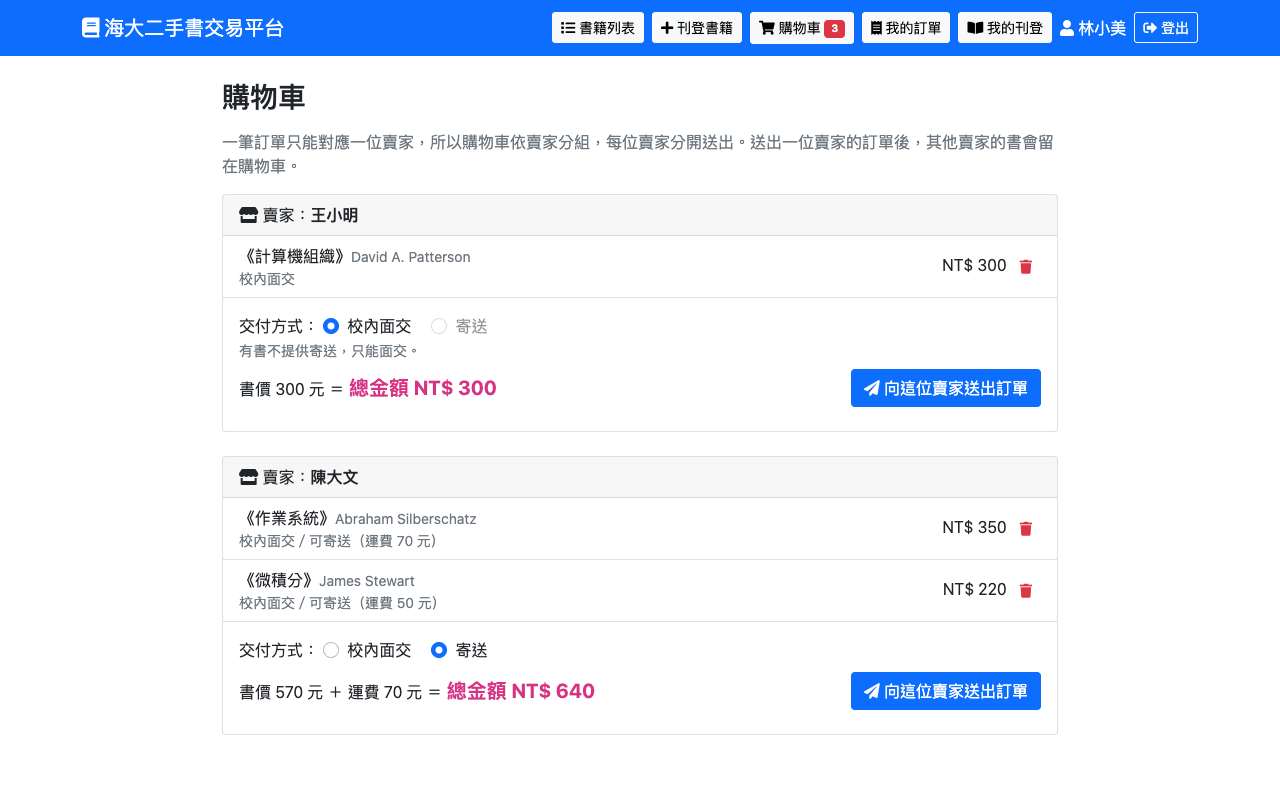 海大二手書交易平台 書籍列表 刊登書籍 購物車 3 我的訂單 我的刊登 林小美 登出
購物車
一筆訂單只能對應一位賣家，所以購物車依賣家分組，每位賣家分開送出。送出一位賣家的訂單後，其他賣家的書會留
在購物車。
賣家：王小明
《計算機組織》David A. Patterson
校內面交
NT$ 300
交付方式： 校內面交 寄送
有書不提供寄送，只能面交。
書價 300 元 ＝ 總金額 NT$ 300 向這位賣家送出訂單
賣家：陳大文
《作業系統》Abraham Silberschatz
校內面交 / 可寄送（運費 70 元）
NT$ 350
《微積分》James Stewart
校內面交 / 可寄送（運費 50 元）
NT$ 220
交付方式： 校內面交 寄送
書價 570 元 ＋ 運費 70 元 ＝ 總金額 NT$ 640 向這位賣家送出訂單